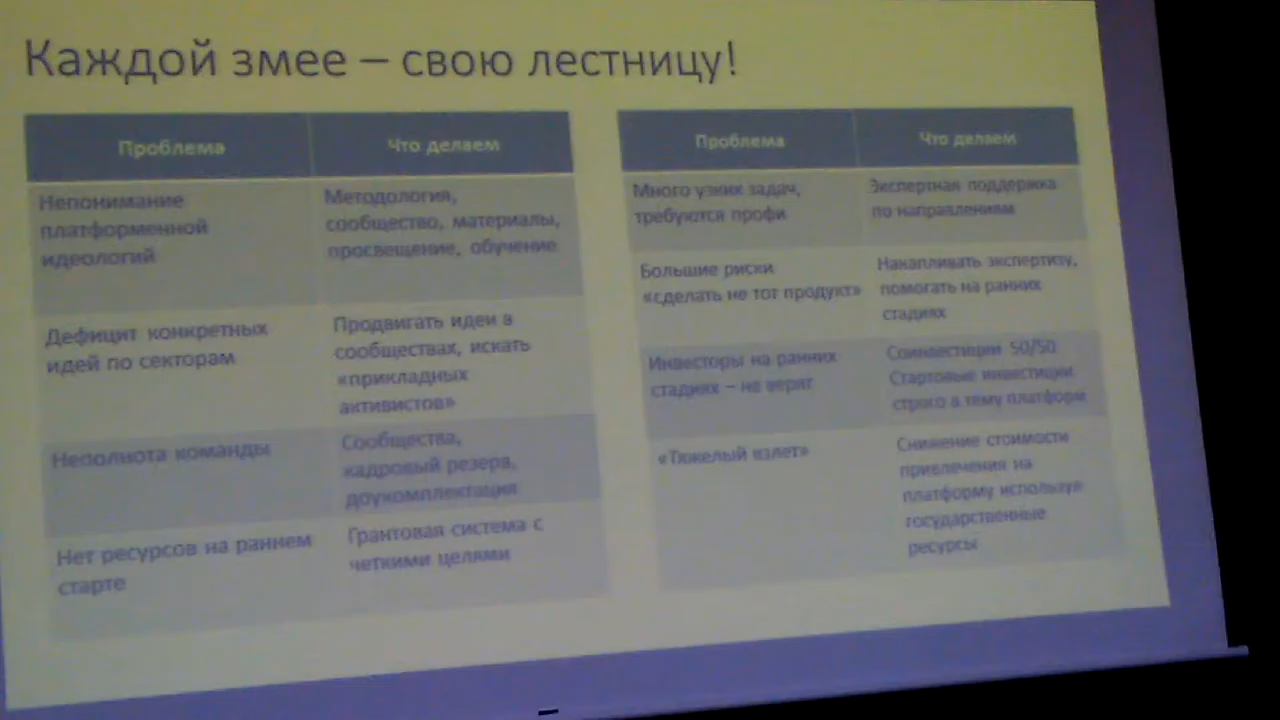 Каждой змее – свою лестницу!
Проблема
Что делаем
Непонимание
платформенной
идеологий
Методология,
сообщество, материалы,
просвещение, обучение
Дефицит конкретных
идей по секторам
Продвигать идеи в
сообществах, искать
«прикладных
активистов»
Неполнота команды
Сообщества,
кадровый резерв,
доукомплектация
Нет ресурсов на раннем
старте
Грантовая система с
четкими целями
Проблема
Что делаем
Много узких задач,
требуются профи
Экспертная поддержка
по направлениям
Большие риски
«сделать не тот продукт»
Накапливать экспертизу,
помогать на ранних
стадиях
Инвесторы на ранних
стадиях – не верят
Соинвестиции 50/50
Стартовые инвестиции
строго в тему платформ
«Тяжелый взлет»
Снижение стоимости
привлечения на
платформу используя
государственные
ресурсы